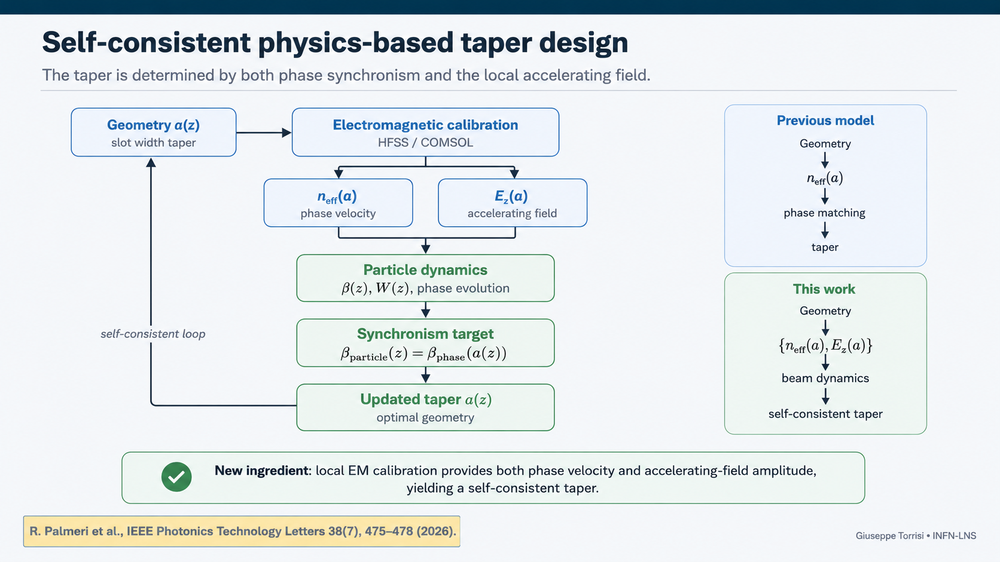 Self-consistent physics-based taper design
The taper is determined by both phase synchronism and the local accelerating field.
Geometry a(z)
slot width taper
Electromagnetic calibration
HFSS / COMSOL
n_eff(a)
phase velocity
E_z(a)
accelerating field
Particle dynamics
β(z), W(z), phase evolution
Synchronism target
β_particle(z) = β_phase(a(z))
Updated taper a(z)
optimal geometry
self-consistent loop
Previous model
Geometry
n_eff(a)
phase matching
taper
This work
Geometry
{n_eff(a), E_z(a)}
beam dynamics
self-consistent taper
New ingredient: local EM calibration provides both phase velocity and accelerating-field amplitude,
yielding a self-consistent taper.
R. Palmeri et al., IEEE Photonics Technology Letters 38(7), 475–478 (2026).
Giuseppe Torrisi • INFN-LNS